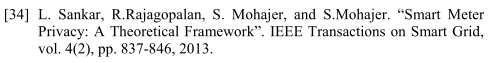 [34] L. Sankar, R.Rajagopalan, S. Mohajer, and S.Mohajer. “Smart Meter
Privacy: A Theoretical Framework”. IEEE Transactions on Smart Grid,
vol. 4(2), pp. 837-846, 2013.